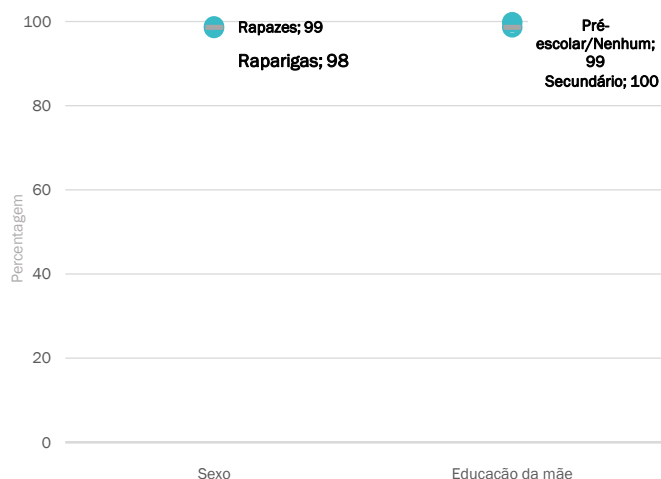 100
80
60
40
20
0
Percentagem
Rapazes; 99
Raparigas; 98
Pré-
escolar/Nenhum;
99
Secundário; 100
Sexo
Educação da mãe